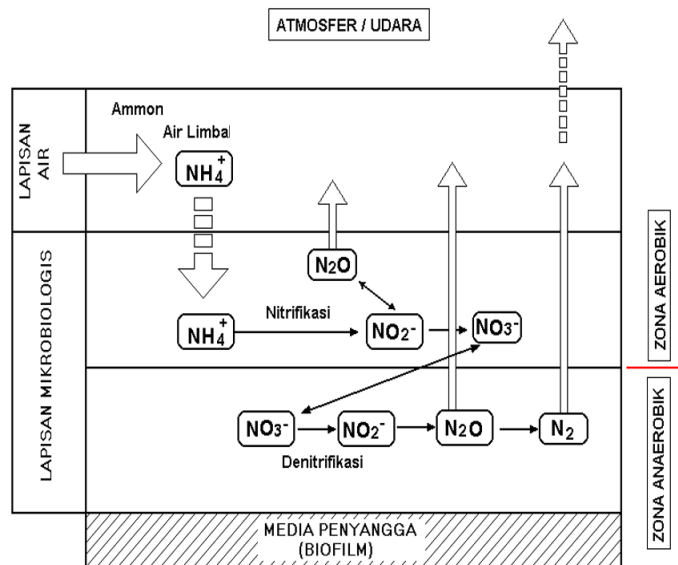 ATMOSFER / UDARA
LAPISAN
AIR
Ammon
Air Limbal
NH₄⁺
N₂O
NH₄⁺
Nitrifikasi
NO₂⁻
NO₃⁻
ZONA AEROBIK
LAPISAN MIKROBIOLOGIS
NO₃⁻
NO₂⁻
N₂O
N₂
Denitrifikasi
ZONA ANAEROBIK
MEDIA PENYANGGA
(BIOFILM)